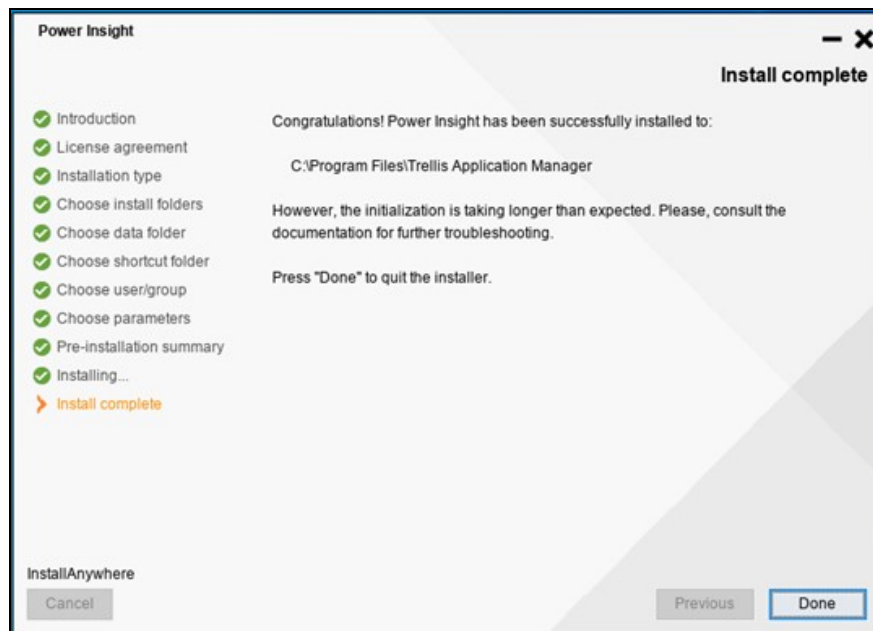 Power Insight
Install complete
Introduction
License agreement
Installation type
Choose install folders
Choose data folder
Choose shortcut folder
Choose user/group
Choose parameters
Pre-installation summary
Installing...
Install complete
Congratulations! Power Insight has been successfully installed to:
C:\Program Files\Trellis Application Manager
However, the initialization is taking longer than expected. Please, consult the
documentation for further troubleshooting.
Press "Done" to quit the installer.
InstallAnywhere
Cancel
Previous
Done